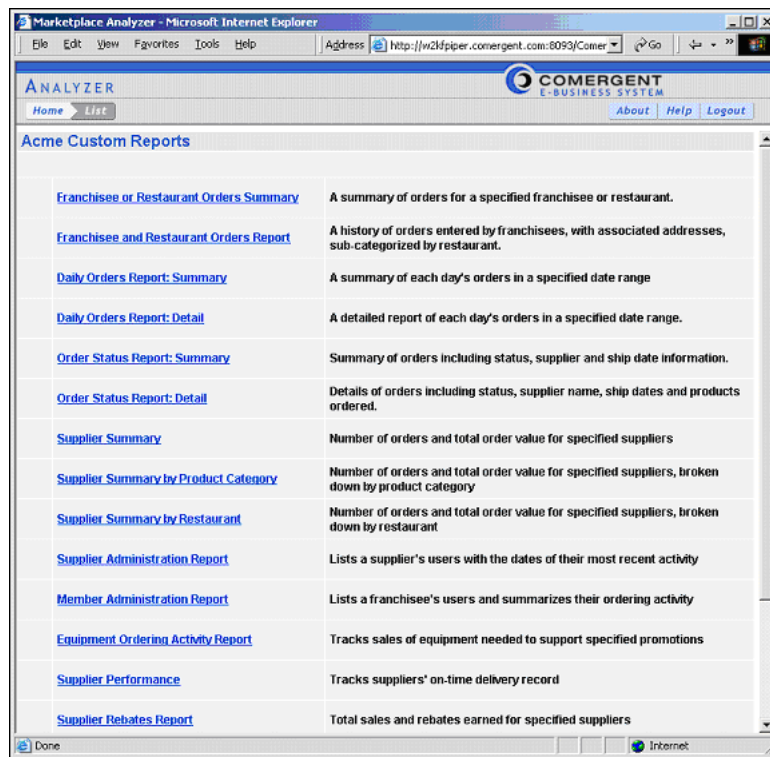 Marketplace Analyzer - Microsoft Internet Explorer
File Edit View Favorites Tools Help Address http://w2kfpiper.comergent.com:8093/Comer Go »
ANALYZER
COMERGENT
E-BUSINESS SYSTEM
Home List About Help Logout
Acme Custom Reports
Franchisee or Restaurant Orders Summary A summary of orders for a specified franchisee or restaurant.
Franchisee and Restaurant Orders Report A history of orders entered by franchisees, with associated addresses,
sub-categorized by restaurant.
Daily Orders Report: Summary A summary of each day's orders in a specified date range
Daily Orders Report: Detail A detailed report of each day's orders in a specified date range.
Order Status Report: Summary Summary of orders including status, supplier and ship date information.
Order Status Report: Detail Details of orders including status, supplier name, ship dates and products
ordered.
Supplier Summary Number of orders and total order value for specified suppliers
Supplier Summary by Product Category Number of orders and total order value for specified suppliers, broken
down by product category
Supplier Summary by Restaurant Number of orders and total order value for specified suppliers, broken
down by restaurant
Supplier Administration Report Lists a supplier's users with the dates of their most recent activity
Member Administration Report Lists a franchisee's users and summarizes their ordering activity
Equipment Ordering Activity Report Tracks sales of equipment needed to support specified promotions
Supplier Performance Tracks suppliers' on-time delivery record
Supplier Rebates Report Total sales and rebates earned for specified suppliers
Done Internet